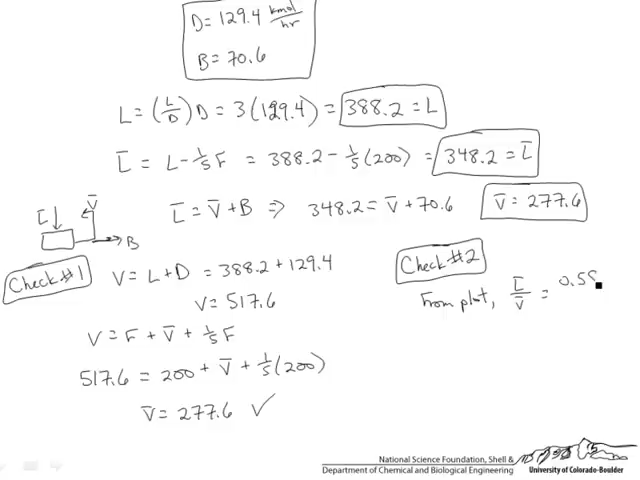 D = 129.4 kmol/hr
B = 70.6
L = (L/D) D = 3 (129.4) = 388.2 = L
L̅ = L - 1/5 F = 388.2 - 1/5 (200) = 348.2 = L̅
L̅ = V̅ + B ⇒ 348.2 = V̅ + 70.6 V̅ = 277.6
L̅ V̅
B
Check #1 V = L + D = 388.2 + 129.4
V = 517.6
V = F + V̅ + 1/5 F
517.6 = 200 + V̅ + 1/5 (200)
V̅ = 277.6 ✓
Check #2
From plot, L̅/V̅ = 0.55
National Science Foundation, Shell &
Department of Chemical and Biological Engineering
University of Colorado-Boulder